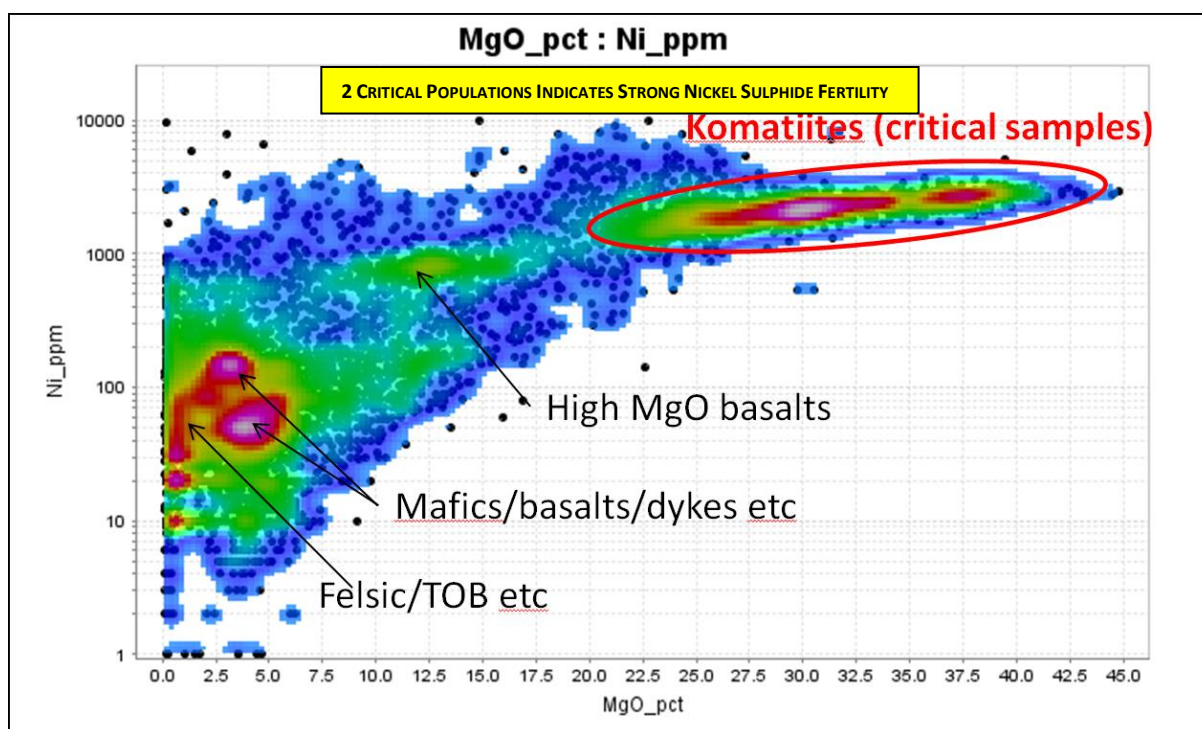 MgO_pct : Ni_ppm
2 CRITICAL POPULATIONS INDICATES STRONG NICKEL SULPHIDE FERTILITY
Komatiites (critical samples)
10000
1000
100
10
1
Ni_ppm
High MgO basalts
Mafics/basalts/dykes etc
Felsic/TOB etc
0.0 2.5 5.0 7.5 10.0 12.5 15.0 17.5 20.0 22.5 25.0 27.5 30.0 32.5 35.0 37.5 40.0 42.5 45.0
MgO_pct